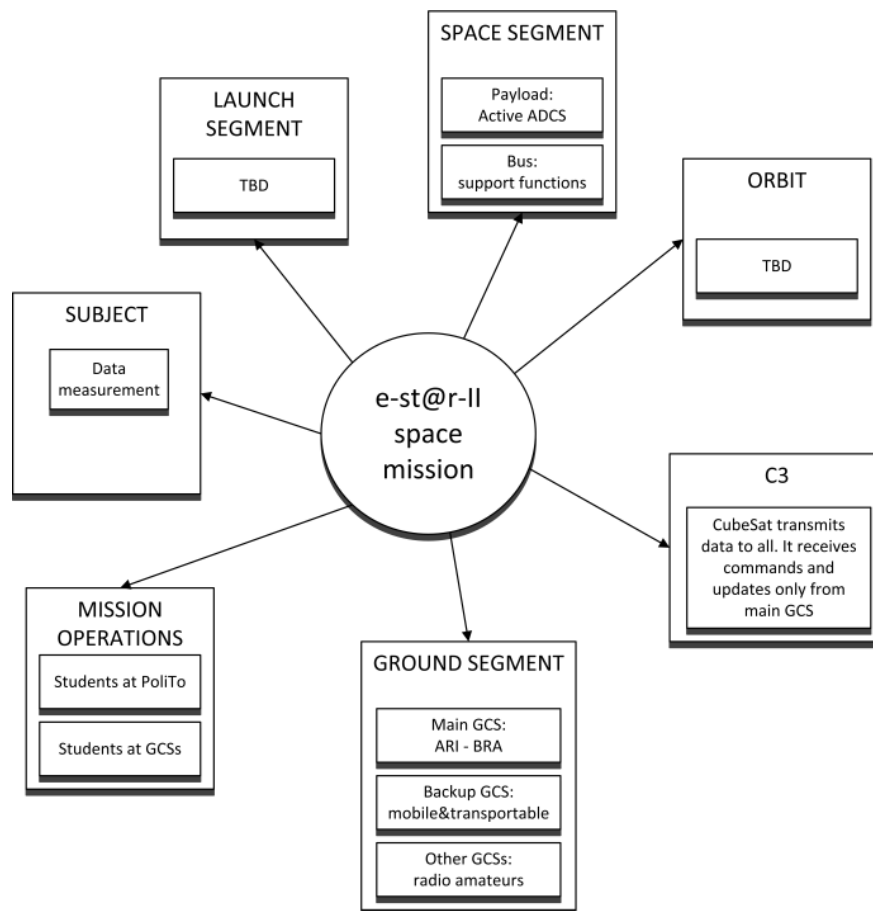 SPACE SEGMENT
Payload:
Active ADCS
Bus:
support functions
LAUNCH
SEGMENT
TBD
ORBIT
TBD
SUBJECT
Data
measurement
e-st@r-II
space
mission
C3
CubeSat transmits
data to all. It receives
commands and
updates only from
main GCS
MISSION
OPERATIONS
Students at PoliTo
Students at GCSs
GROUND SEGMENT
Main GCS:
ARI - BRA
Backup GCS:
mobile&transportable
Other GCSs:
radio amateurs